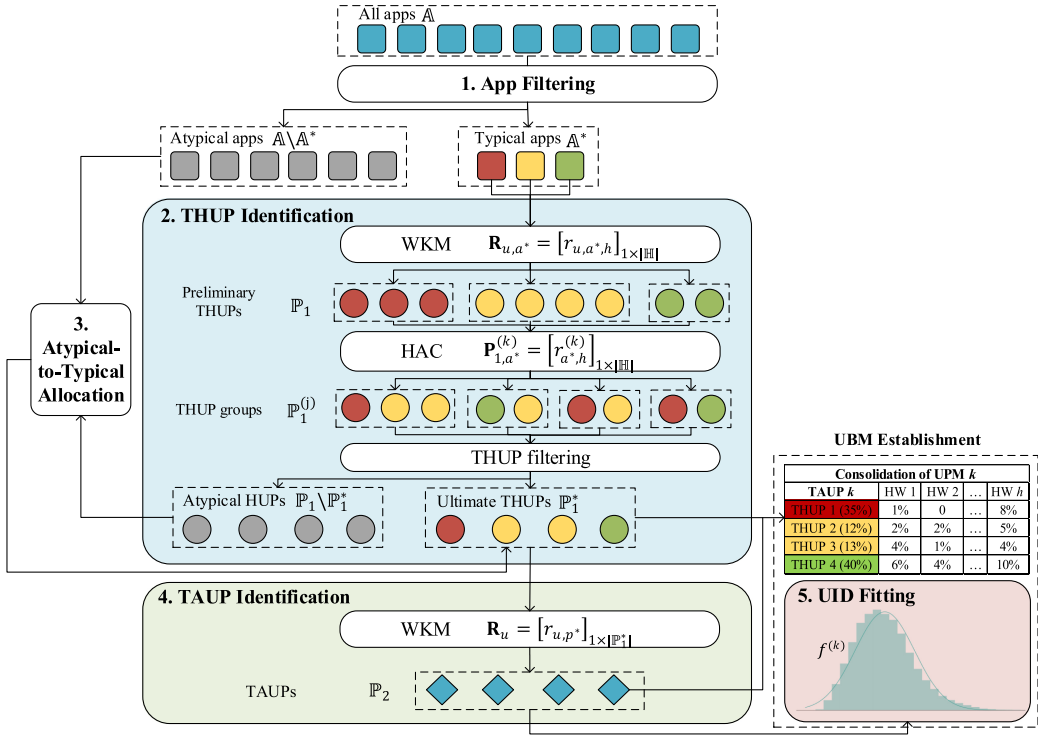 All apps 𝔸
1. App Filtering
Atypical apps 𝔸\𝔸*
Typical apps 𝔸*
2. THUP Identification
WKM R_{u,a*} = [r_{u,a*,h}]_{1×|ℍ|}
Preliminary
THUPs
ℙ_1
HAC P_{1,a*}^{(k)} = [r_{a*,h}^{(k)}]_{1×|ℍ|}
THUP groups ℙ_1^{(j)}
THUP filtering
Atypical HUPs ℙ_1\ℙ_1^*
Ultimate THUPs ℙ_1^*
3.
Atypical-
to-Typical
Allocation
4. TAUP Identification
WKM R_u = [r_{u,p*}]_{1×|ℙ_1^*|}
TAUPs ℙ_2
UBM Establishment
Consolidation of UPM k
TAUP k HW 1 HW 2 … HW h
THUP 1 (35%) 1% 0 … 8%
THUP 2 (12%) 2% 2% … 5%
THUP 3 (13%) 4% 1% … 4%
THUP 4 (40%) 6% 4% … 10%
5. UID Fitting
f^{(k)}